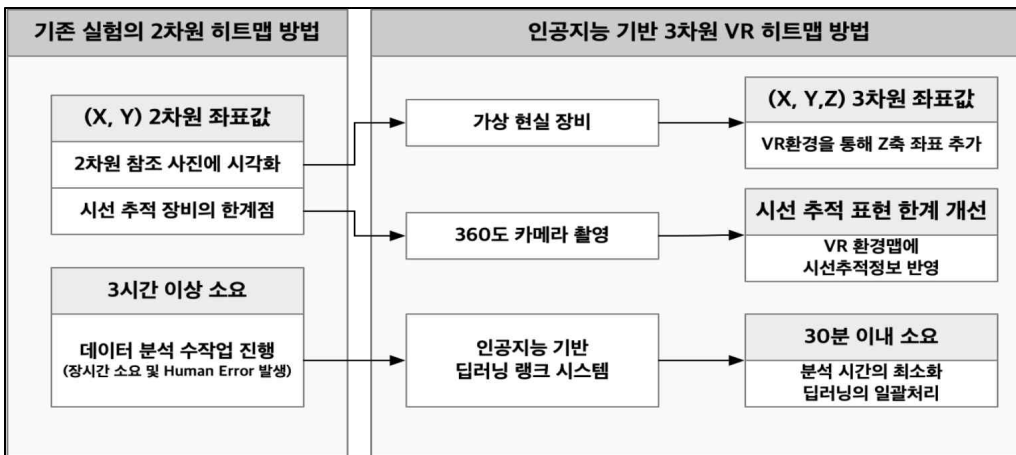 기존 실험의 2차원 히트맵 방법
(X, Y) 2차원 좌표값
2차원 참조 사진에 시각화
시선 추적 장비의 한계점
3시간 이상 소요
데이터 분석 수작업 진행
(장시간 소요 및 Human Error 발생)
인공지능 기반 3차원 VR 히트맵 방법
가상 현실 장비
(X, Y,Z) 3차원 좌표값
VR환경을 통해 Z축 좌표 추가
360도 카메라 촬영
시선 추적 표현 한계 개선
VR 환경맵에
시선추적정보 반영
인공지능 기반
딥러닝 랭크 시스템
30분 이내 소요
분석 시간의 최소화
딥러닝의 일괄처리